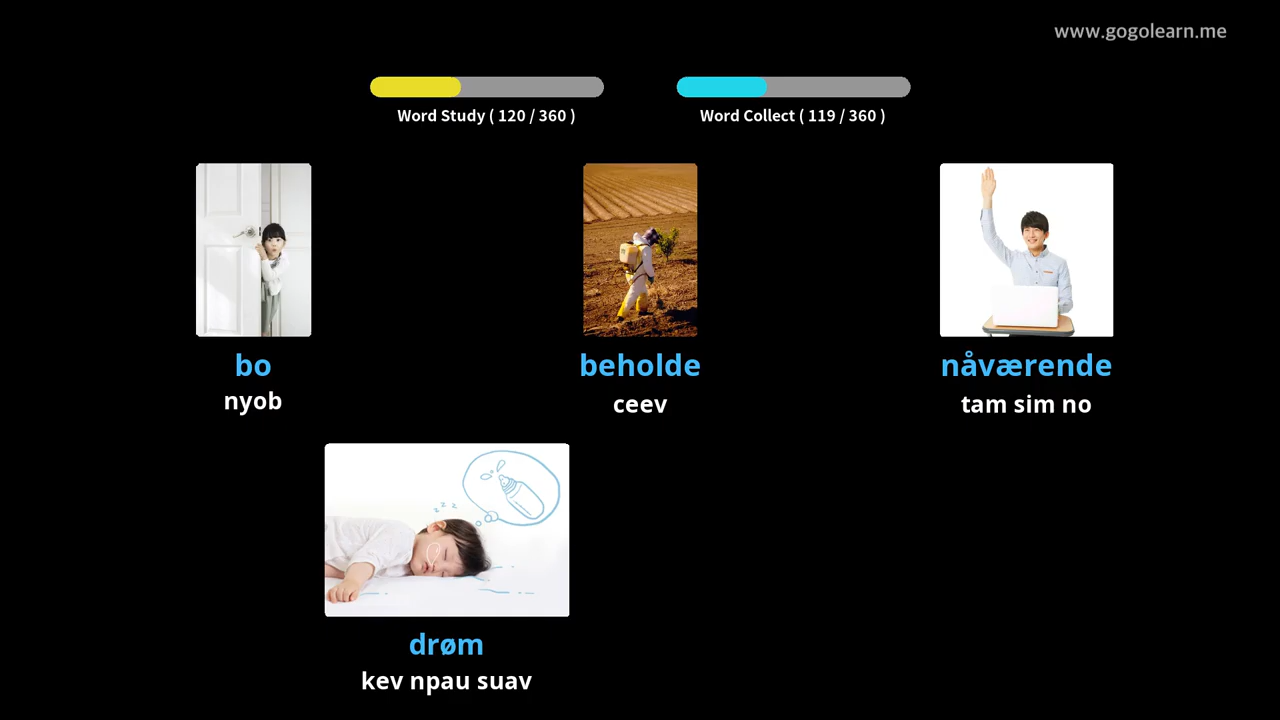 www.gogolearn.me
Word Study ( 120 / 360 )
Word Collect ( 119 / 360 )
bo
nyob
beholde
ceev
nåværende
tam sim no
drøm
kev npau suav